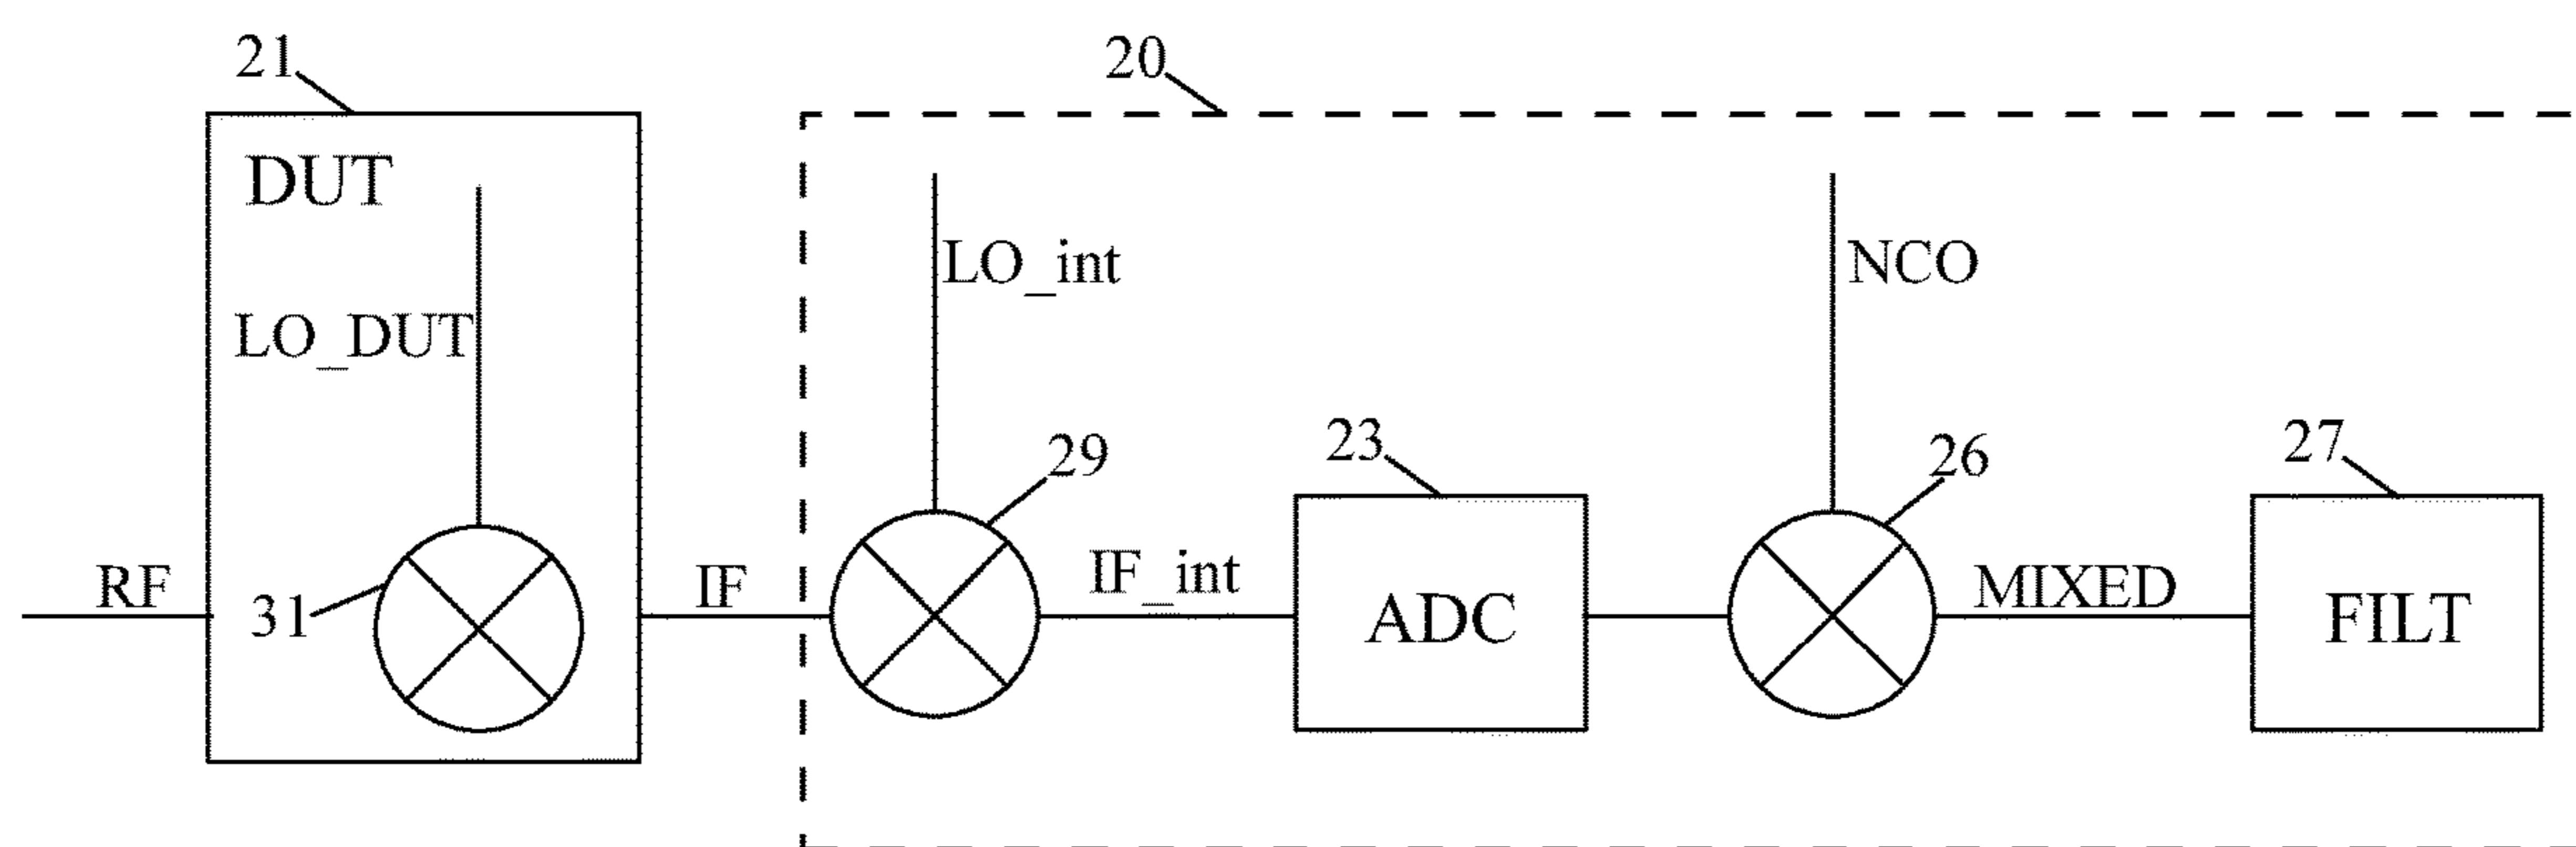 21
20
DUT
LO_int
NCO
LO_DUT
29
23
26
27
RF
31
IF
IF_int
ADC
MIXED
FILT